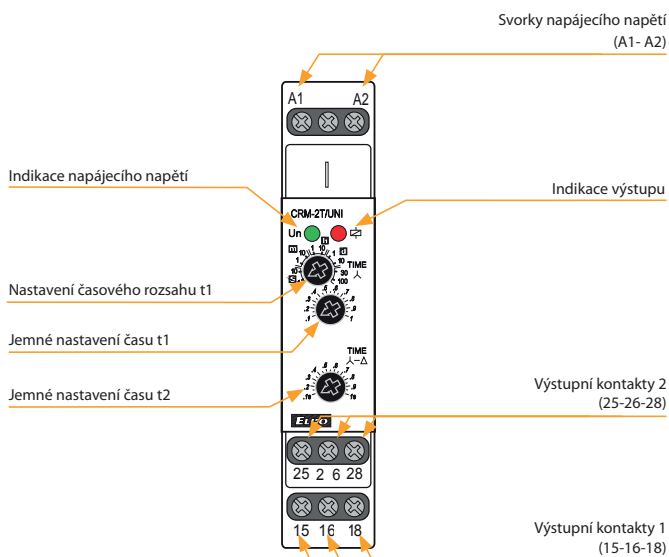 Svorky napájecího napětí
(A1- A2)
A1 A2
Indikace napájecího napětí
Indikace výstupu
CRM-2T/UNI
Un
TIME
Nastavení časového rozsahu t1
Jemné nastavení času t1
TIME
Jemné nastavení času t2
Výstupní kontakty 2
(25-26-28)
25 2 6 28
15 16 18
Výstupní kontakty 1
(15-16-18)